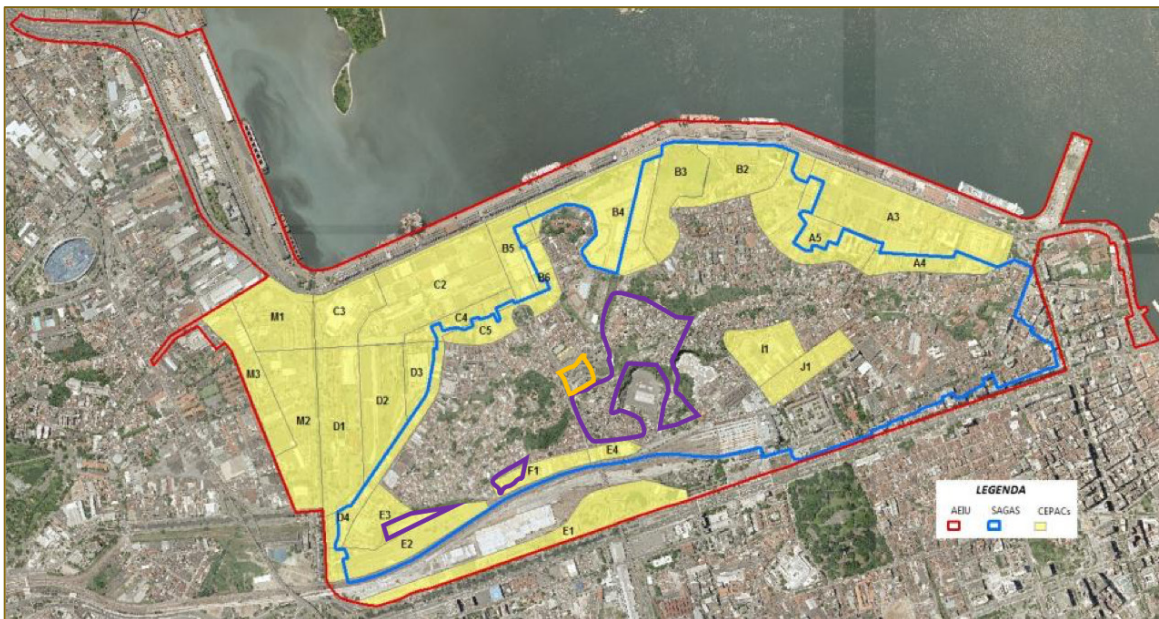 B3
B2
B4
A3
B5
A5
A4
B6
C2
C3
M1
C4
C5
I1
J1
D3
M3
D2
M2
D1
E4
F1
D4
E3
E2
E1
LEGENDA
AEIU SAGAS CEPACs